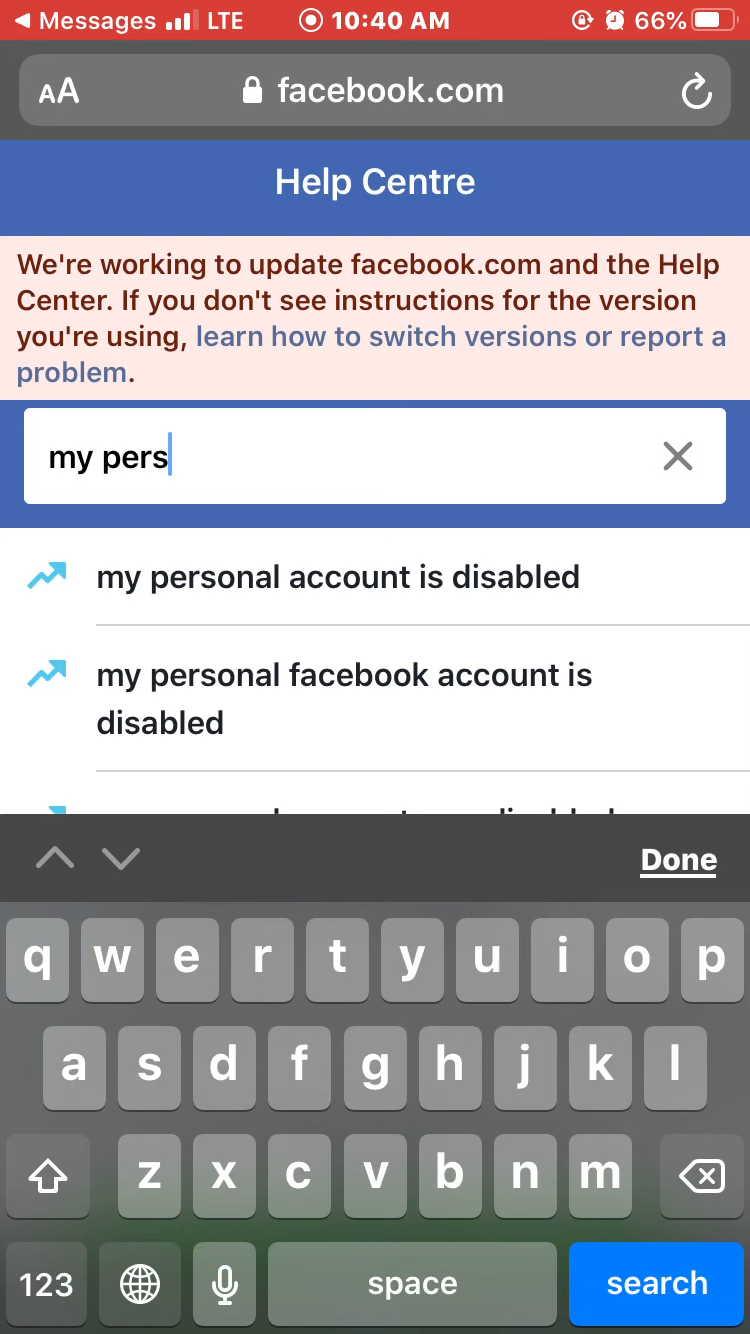 Messages LTE 10:40 AM 66%
AA facebook.com
Help Centre
We're working to update facebook.com and the Help
Center. If you don't see instructions for the version
you're using, learn how to switch versions or report a
problem.
my pers
my personal account is disabled
my personal facebook account is
disabled
Done
q w e r t y u i o p
a s d f g h j k l
z x c v b n m
123 space search